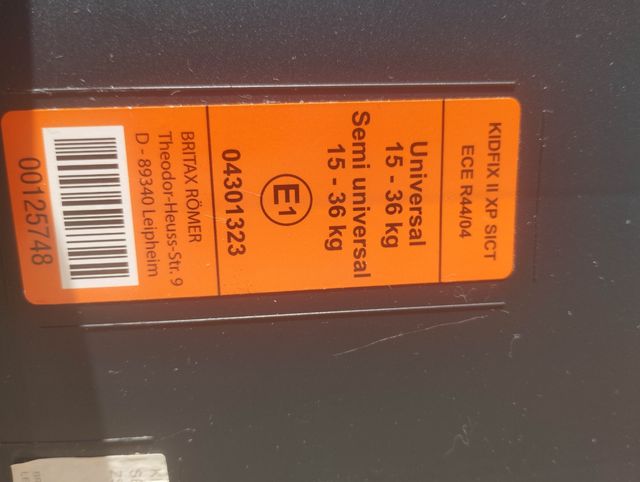 KIDFIX II XP SICT
ECE R44/04
Universal
15 - 36 kg
Semi universal
15 - 36 kg
E1
04301323
BRITAX RÖMER
Theodor-Heuss-Str. 9
D - 89340 Leipheim
00125748